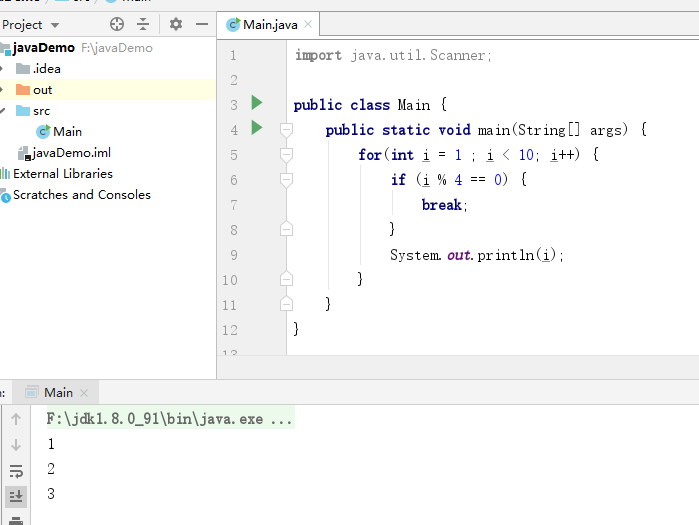 Project
Main.java
javaDemo F:\javaDemo
.idea
out
src
Main
javaDemo.iml
External Libraries
Scratches and Consoles
1 import java.util.Scanner;
2
3 public class Main {
4 public static void main(String[] args) {
5 for(int i = 1 ; i < 10; i++) {
6 if (i % 4 == 0) {
7 break;
8 }
9 System.out.println(i);
10 }
11 }
12 }
13
Main
F:\jdk1.8.0_91\bin\java.exe ...
1
2
3